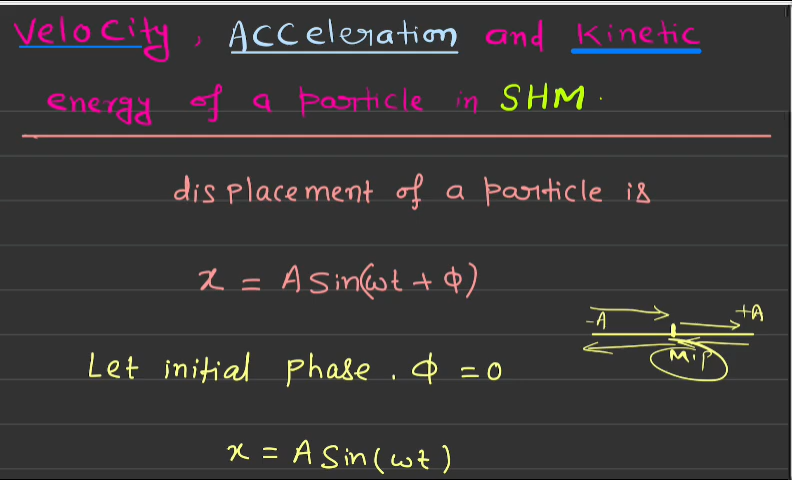 Velocity, Acceleration and Kinetic
energy of a particle in SHM.
displacement of a particle is
x = A Sin(ωt + φ)
-A +A
M.P
Let initial phase. φ = 0
x = A Sin(ωt)